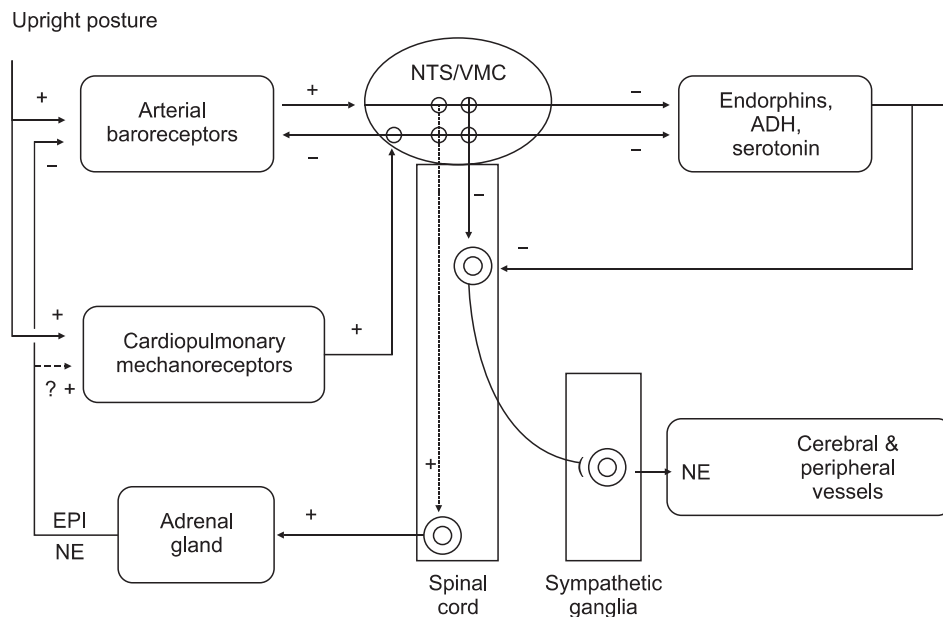 Upright posture
+
Arterial
baroreceptors
–
+
–
NTS/VMC
–
–
Endorphins,
ADH,
serotonin
–
–
+
Cardiopulmonary
mechanoreceptors
+
? +
+
NE
Cerebral &
peripheral
vessels
EPI
NE
Adrenal
gland
+
Spinal
cord
Sympathetic
ganglia